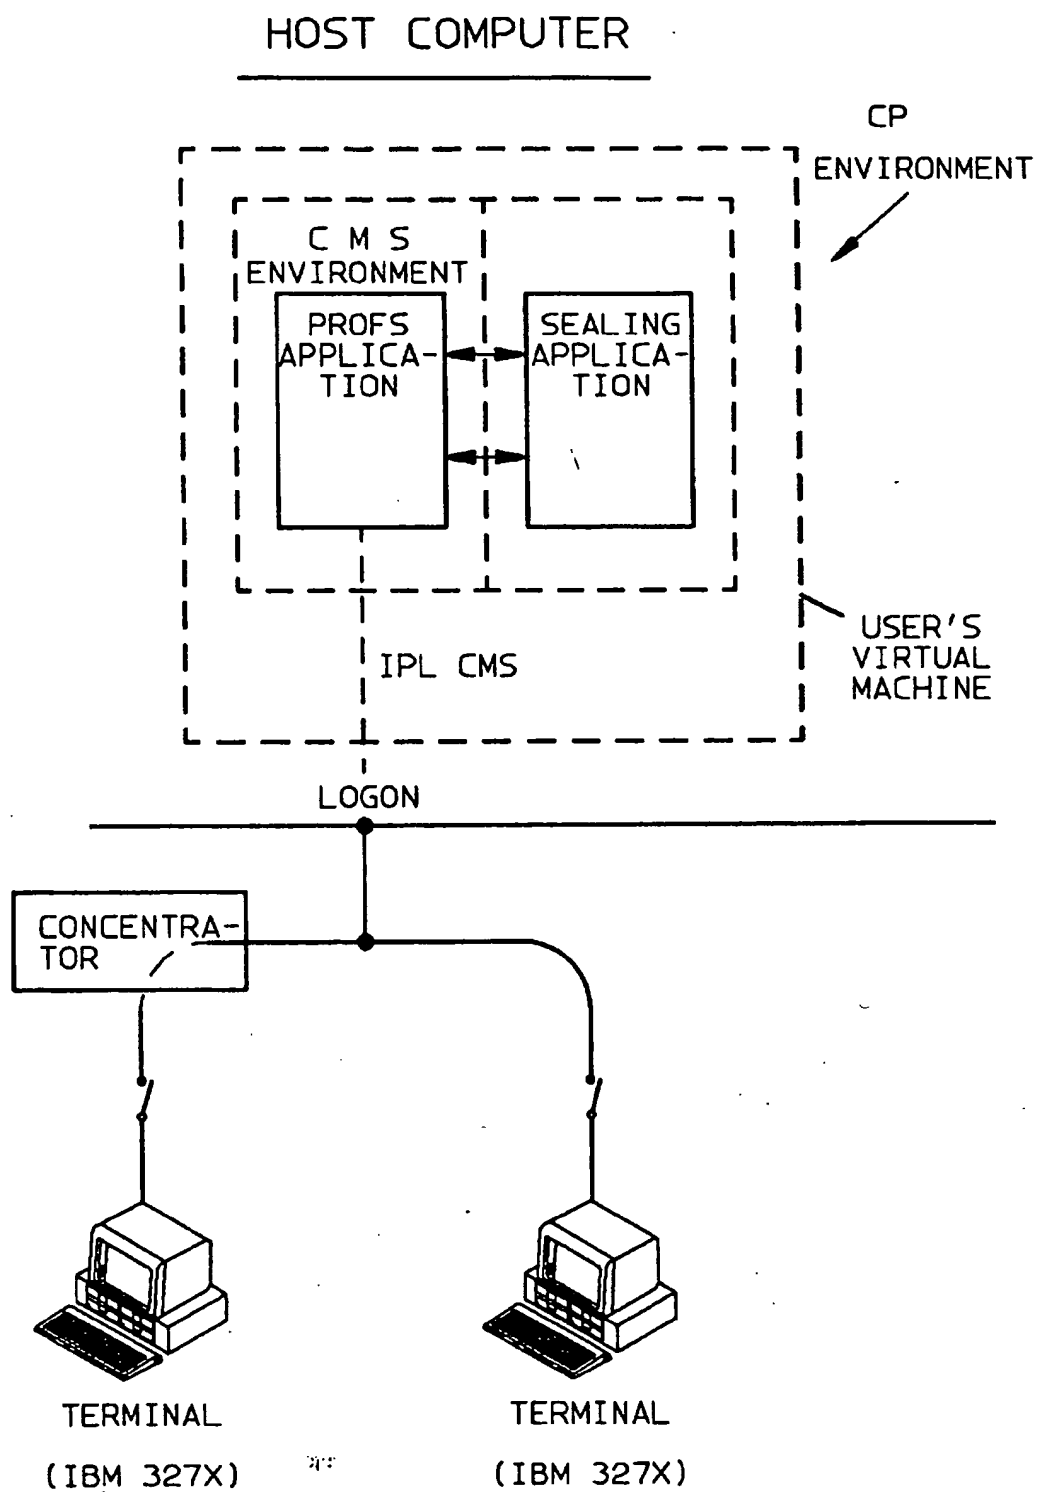 HOST COMPUTER
CP
ENVIRONMENT
C M S
ENVIRONMENT
PROFS
APPLICA-
TION
SEALING
APPLICA-
TION
USER'S
VIRTUAL
MACHINE
IPL CMS
LOGON
CONCENTRA-
TOR
TERMINAL
(IBM 327X)
TERMINAL
(IBM 327X)